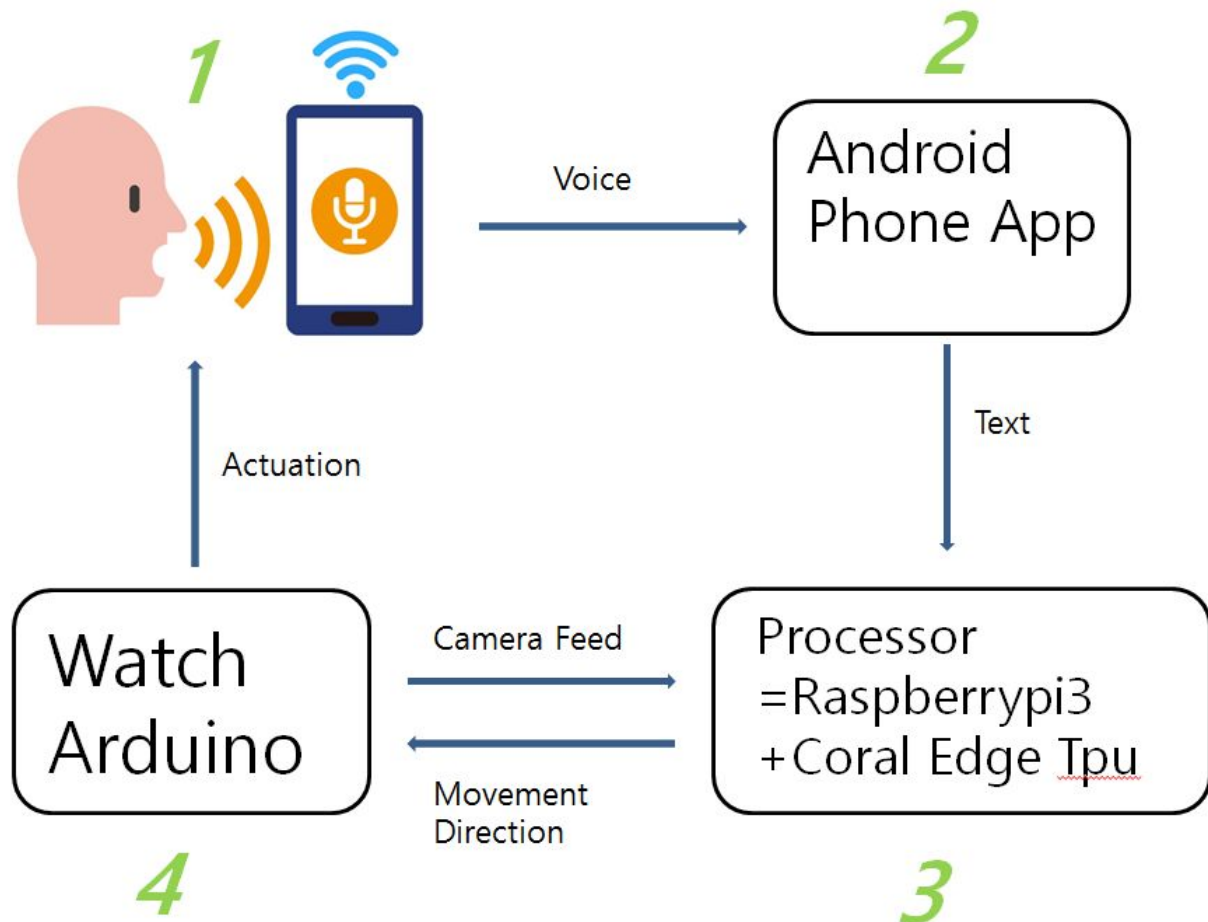 1
2
Voice
Android
Phone App
Actuation
Text
Watch
Arduino
Camera Feed
Movement
Direction
Processor
=Raspberrypi3
+Coral Edge Tpu
4
3